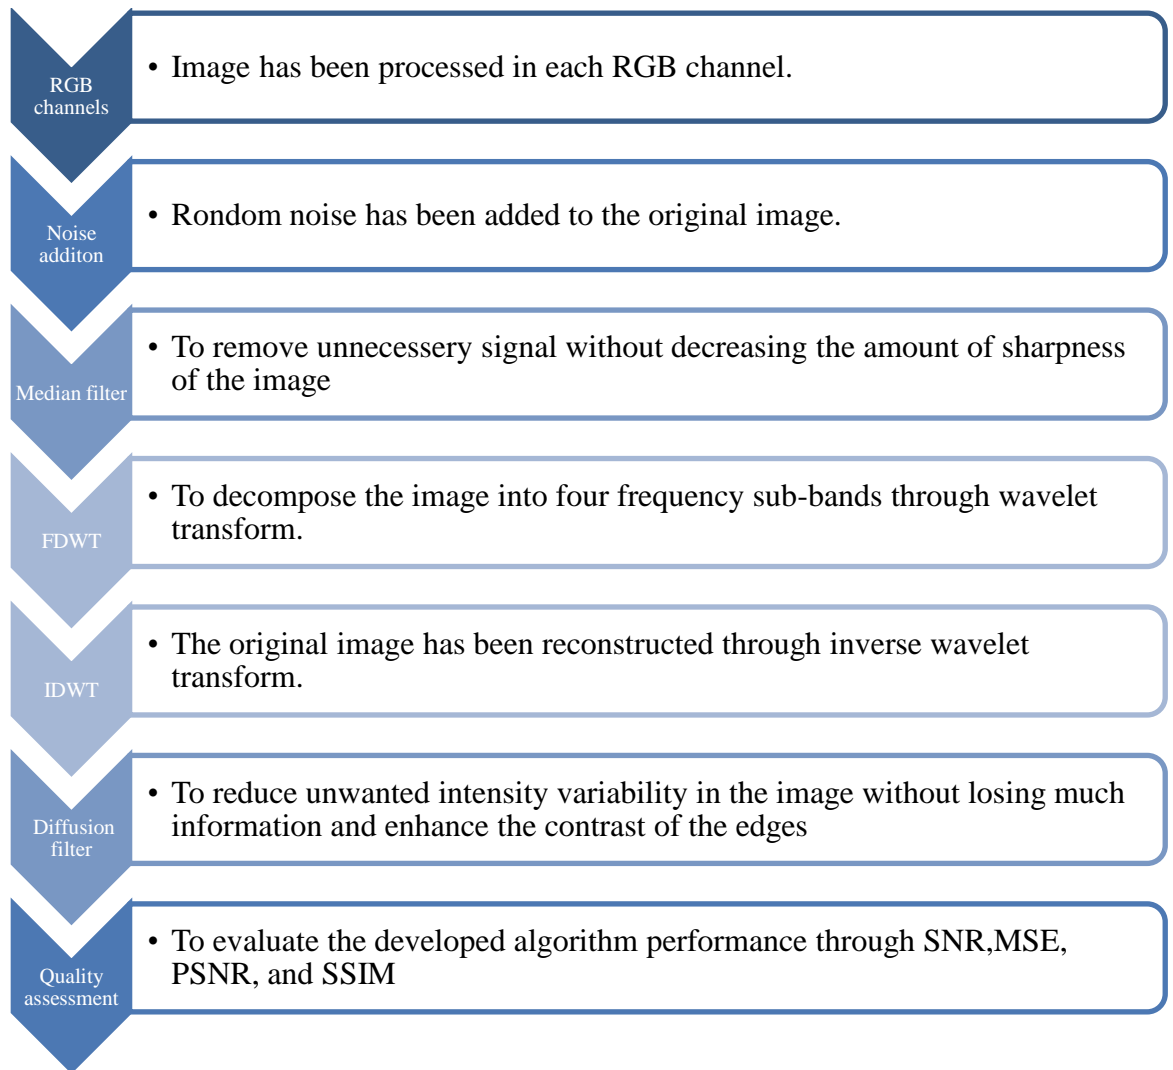 RGB
channels
• Image has been processed in each RGB channel.
Noise
additon
• Rondom noise has been added to the original image.
Median filter
• To remove unnecessery signal without decreasing the amount of sharpness
of the image
FDWT
• To decompose the image into four frequency sub-bands through wavelet
transform.
IDWT
• The original image has been reconstructed through inverse wavelet
transform.
Diffusion
filter
• To reduce unwanted intensity variability in the image without losing much
information and enhance the contrast of the edges
Quality
assessment
• To evaluate the developed algorithm performance through SNR,MSE,
PSNR, and SSIM